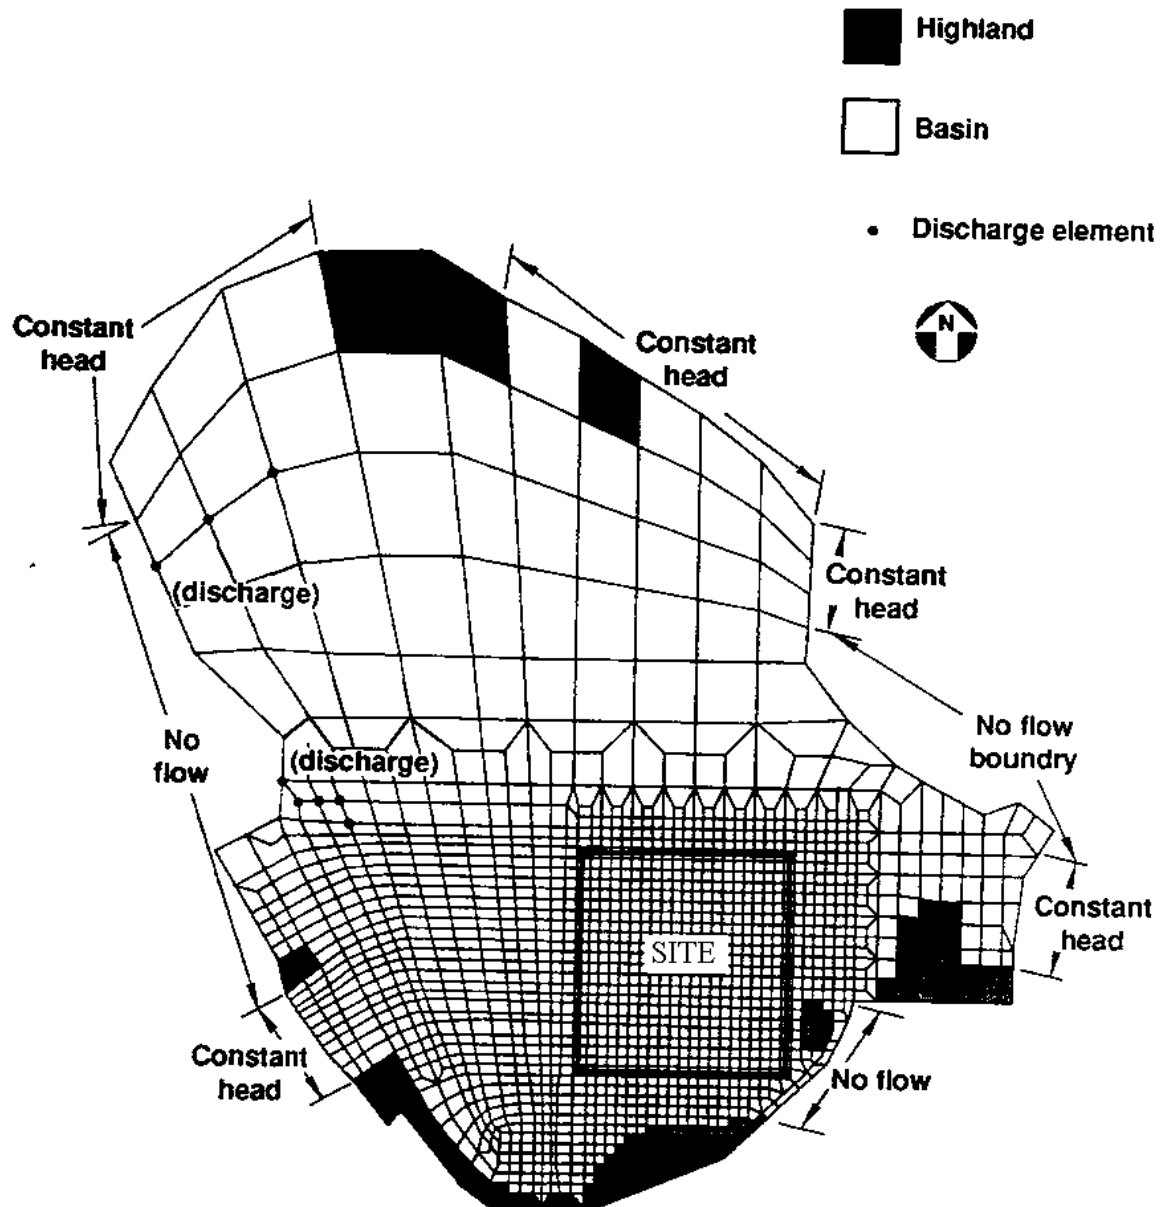 Highland
Basin
Discharge element
N
Constant
head
Constant
head
(discharge)
Constant
head
No flow
boundry
No
flow
(discharge)
Constant
head
SITE
Constant
head
No flow